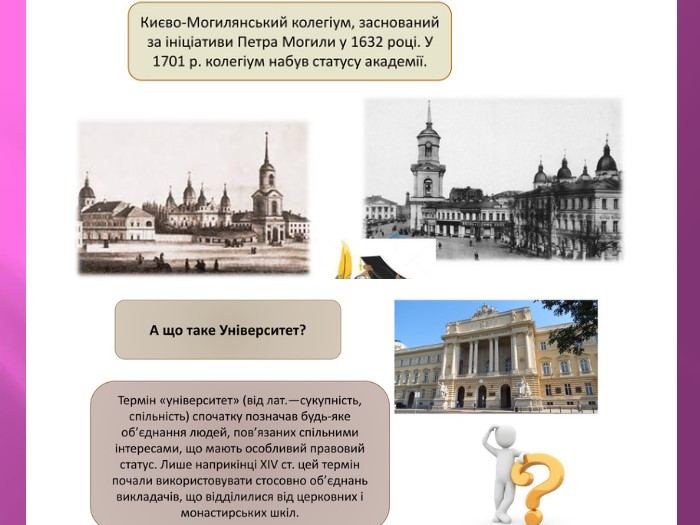 Києво-Могилянський колегіум, заснований
за ініціативи Петра Могили у 1632 році. У
1701 р. колегіум набув статусу академії.
А що таке Університет?
Термін «університет» (від лат.—сукупність,
спільність) спочатку позначав будь-яке
об’єднання людей, пов’язаних спільними
інтересами, що мають особливий правовий
статус. Лише наприкінці XIV ст. цей термін
почали використовувати стосовно об’єднань
викладачів, що відділилися від церковних і
монастирських шкіл.